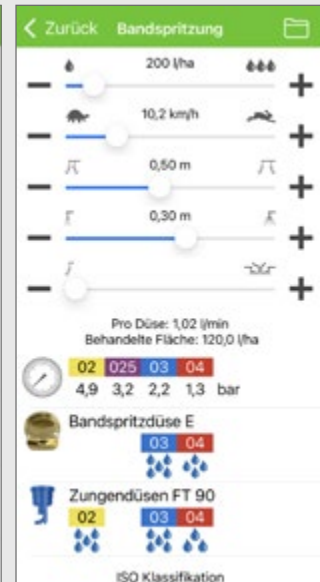 Zurück Bandspritzung
200 l/ha
10,2 km/h
0,50 m
0,30 m
Pro Düse: 1,02 l/min
Behandelte Fläche: 120,0 l/ha
02 025 03 04
4,9 3,2 2,2 1,3 bar
Bandspritzdüse E
03 04
Zungendüsen FT 90
02 03 04
ISO Klassifikation